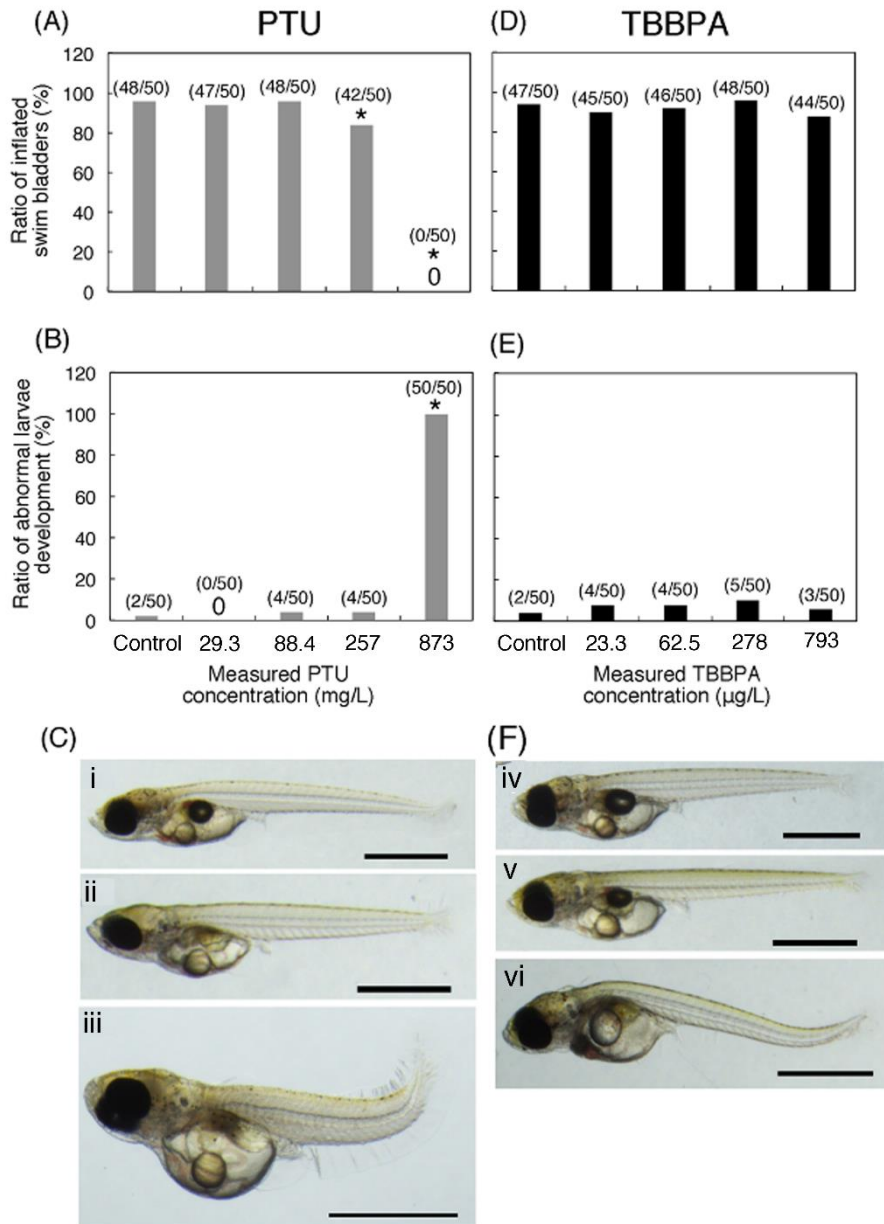 (A) PTU
Ratio of inflated
swim bladders (%)
120
100
80
60
40
20
0
(48/50) (47/50) (48/50) (42/50)
*
(0/50)
*
0
(D) TBBPA
(47/50) (45/50) (46/50) (48/50) (44/50)
(B)
Ratio of abnormal larvae
development (%)
120
100
80
60
40
20
0
(2/50) (0/50) (4/50) (4/50) (50/50)
0 *
Control 29.3 88.4 257 873
Measured PTU
concentration (mg/L)
(E)
(2/50) (4/50) (4/50) (5/50) (3/50)
Control 23.3 62.5 278 793
Measured TBBPA
concentration (µg/L)
(C)
i
ii
iii
(F)
iv
v
vi